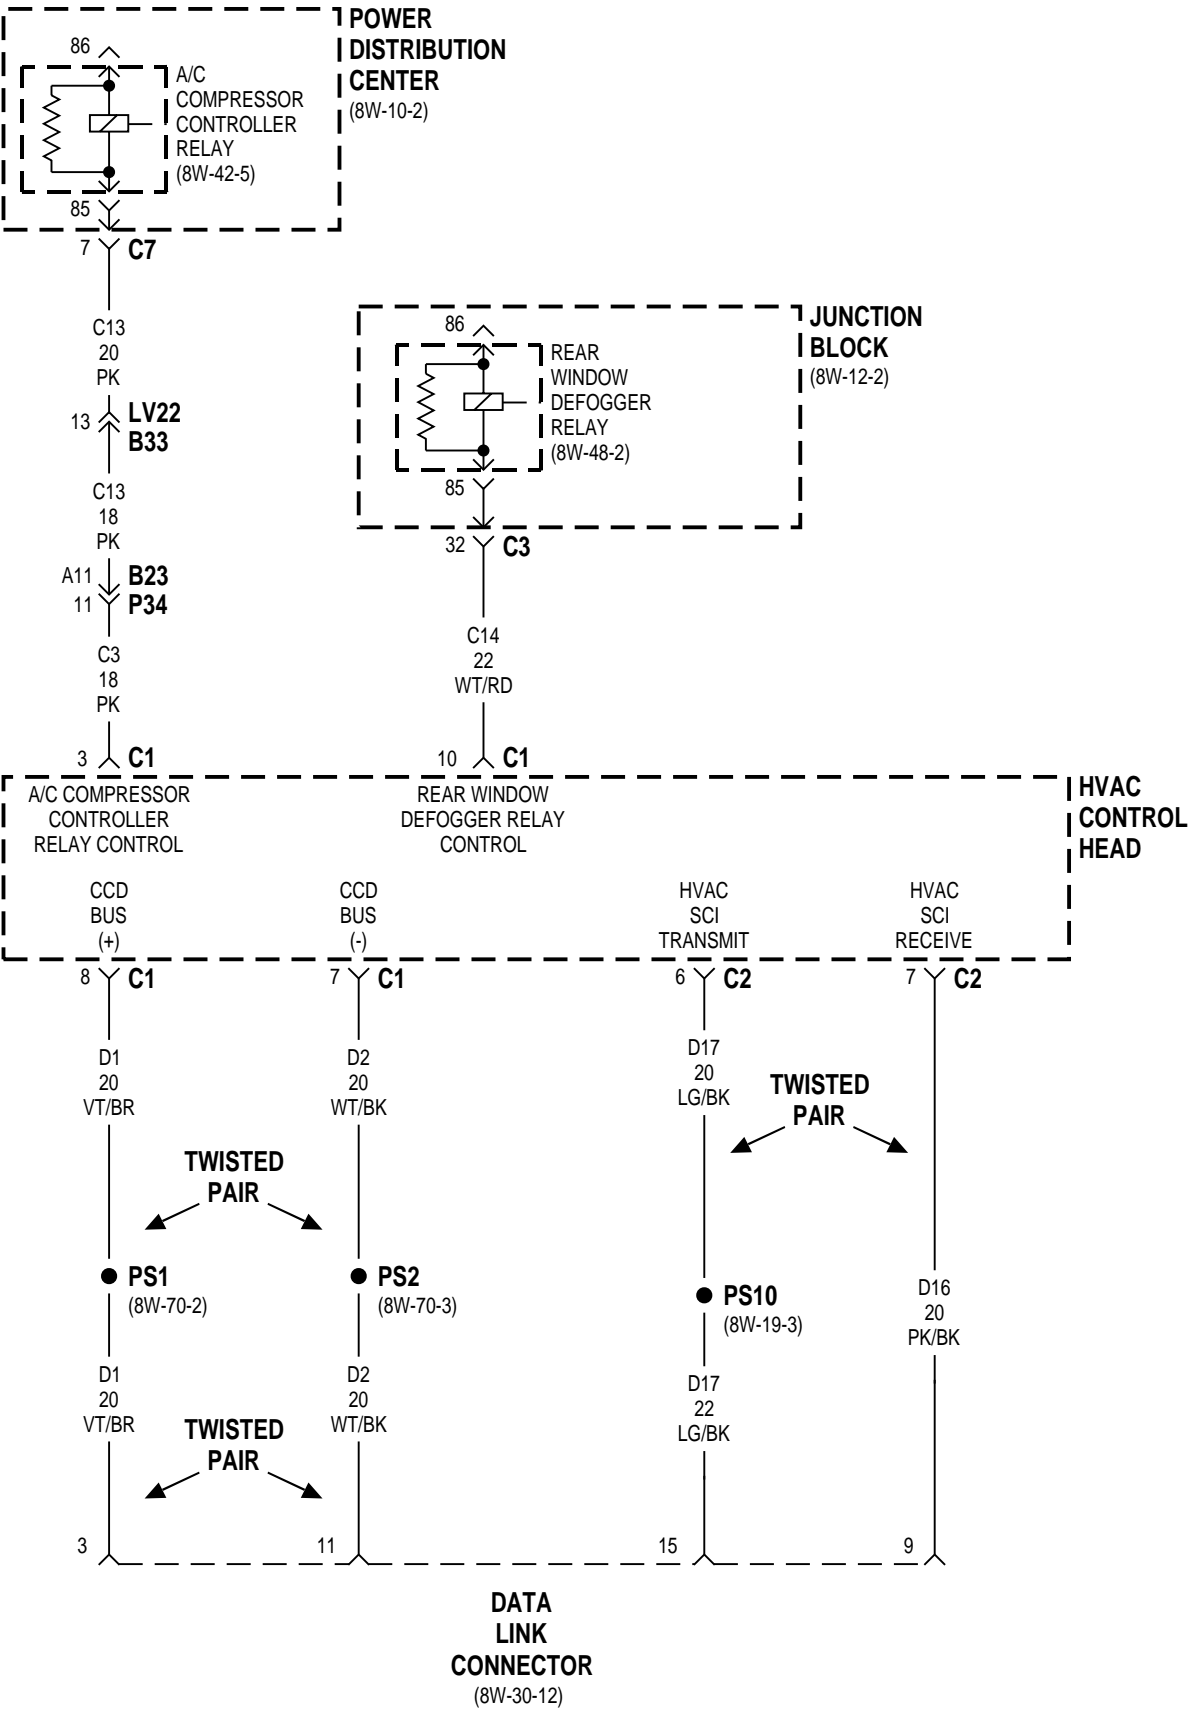 POWER
DISTRIBUTION
CENTER
(8W-10-2)
86
A/C
COMPRESSOR
CONTROLLER
RELAY
(8W-42-5)
85
7 C7
C13
20
PK
13 LV22
B33
C13
18
PK
A11 B23
11 P34
C3
18
PK
3 C1
JUNCTION
BLOCK
(8W-12-2)
86
REAR
WINDOW
DEFOGGER
RELAY
(8W-48-2)
85
32 C3
C14
22
WT/RD
10 C1
HVAC
CONTROL
HEAD
A/C COMPRESSOR
CONTROLLER
RELAY CONTROL
REAR WINDOW
DEFOGGER RELAY
CONTROL
CCD
BUS
(+)
CCD
BUS
(-)
HVAC
SCI
TRANSMIT
HVAC
SCI
RECEIVE
8 C1
7 C1
6 C2
7 C2
D1
20
VT/BR
D2
20
WT/BK
D17
20
LG/BK
TWISTED
PAIR
TWISTED
PAIR
PS1
(8W-70-2)
PS2
(8W-70-3)
PS10
(8W-19-3)
D16
20
PK/BK
D1
20
VT/BR
D2
20
WT/BK
D17
22
LG/BK
TWISTED
PAIR
3
11
15
9
DATA
LINK
CONNECTOR
(8W-30-12)